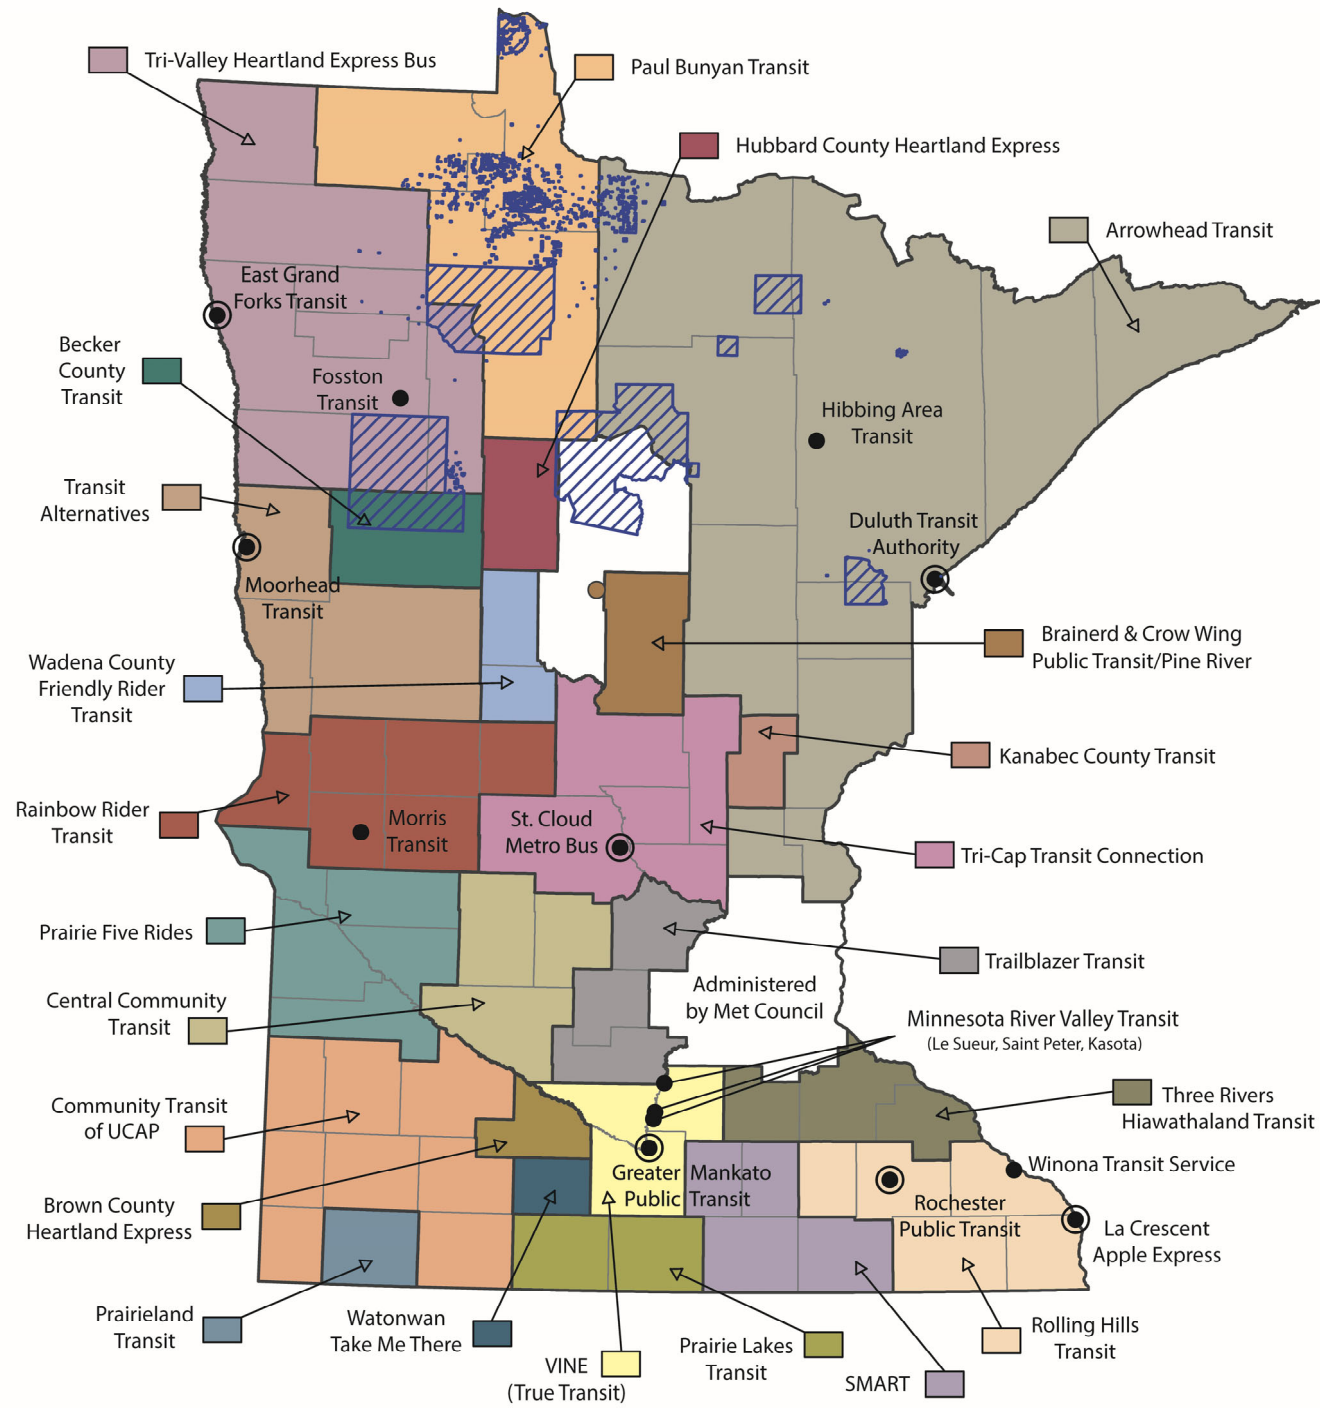 Tri-Valley Heartland Express Bus
Paul Bunyan Transit
Hubbard County Heartland Express
Arrowhead Transit
East Grand
Forks Transit
Becker
County
Transit
Fosston
Transit
Hibbing Area
Transit
Transit
Alternatives
Duluth Transit
Authority
Moorhead
Transit
Brainerd & Crow Wing
Public Transit/Pine River
Wadena County
Friendly Rider
Transit
Kanabec County Transit
Rainbow Rider
Transit
Morris
Transit
St. Cloud
Metro Bus
Tri-Cap Transit Connection
Prairie Five Rides
Trailblazer Transit
Administered
by Met Council
Central Community
Transit
Minnesota River Valley Transit
(Le Sueur, Saint Peter, Kasota)
Community Transit
of UCAP
Three Rivers
Hiawathaland Transit
Greater Mankato
Public Transit
Winona Transit Service
Brown County
Heartland Express
Rochester
Public Transit
La Crescent
Apple Express
Prairieland
Transit
Watonwan
Take Me There
VINE
(True Transit)
Prairie Lakes
Transit
SMART
Rolling Hills
Transit